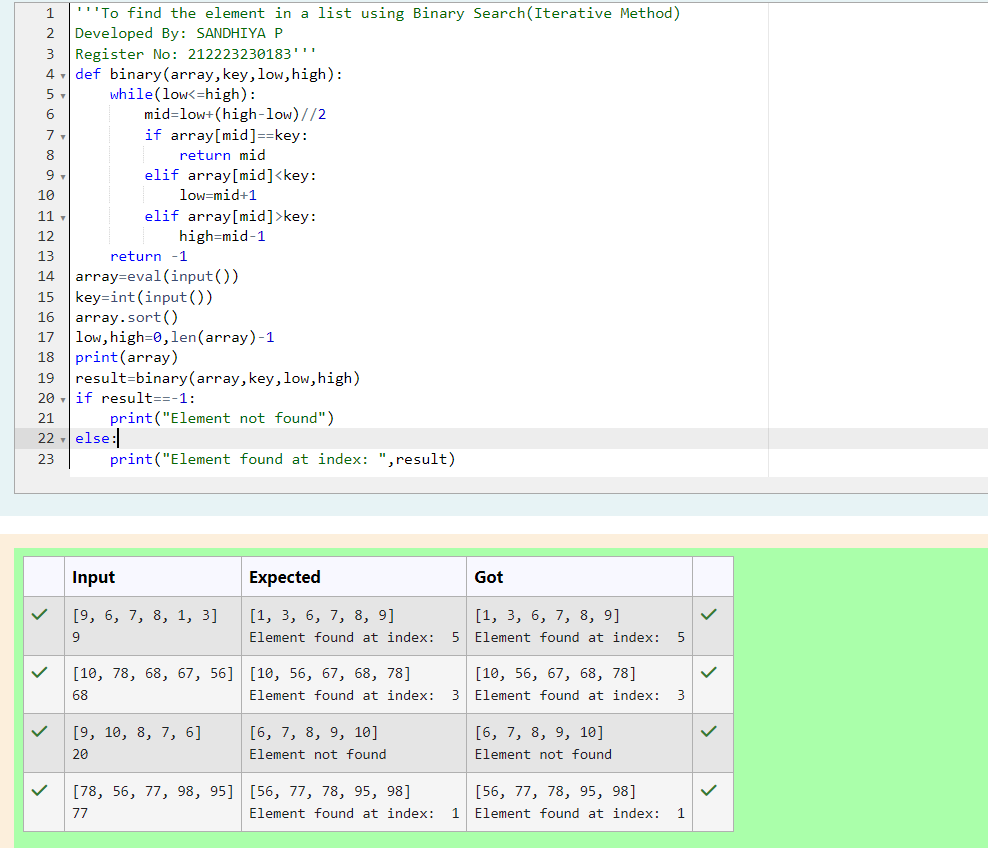 1 '''To find the element in a list using Binary Search(Iterative Method)
2 Developed By: SANDHIYA P
3 Register No: 212223230183'''
4 def binary(array,key,low,high):
5     while(low<=high):
6         mid=low+(high-low)//2
7         if array[mid]==key:
8             return mid
9         elif array[mid]<key:
10             low=mid+1
11         elif array[mid]>key:
12             high=mid-1
13     return -1
14 array=eval(input())
15 key=int(input())
16 array.sort()
17 low,high=0,len(array)-1
18 print(array)
19 result=binary(array,key,low,high)
20 if result==-1:
21     print("Element not found")
22 else:
23     print("Element found at index: ",result)
Input Expected Got
[9, 6, 7, 8, 1, 3] [1, 3, 6, 7, 8, 9] [1, 3, 6, 7, 8, 9]
9 Element found at index:  5 Element found at index:  5
[10, 78, 68, 67, 56] [10, 56, 67, 68, 78] [10, 56, 67, 68, 78]
68 Element found at index:  3 Element found at index:  3
[9, 10, 8, 7, 6] [6, 7, 8, 9, 10] [6, 7, 8, 9, 10]
20 Element not found Element not found
[78, 56, 77, 98, 95] [56, 77, 78, 95, 98] [56, 77, 78, 95, 98]
77 Element found at index:  1 Element found at index:  1